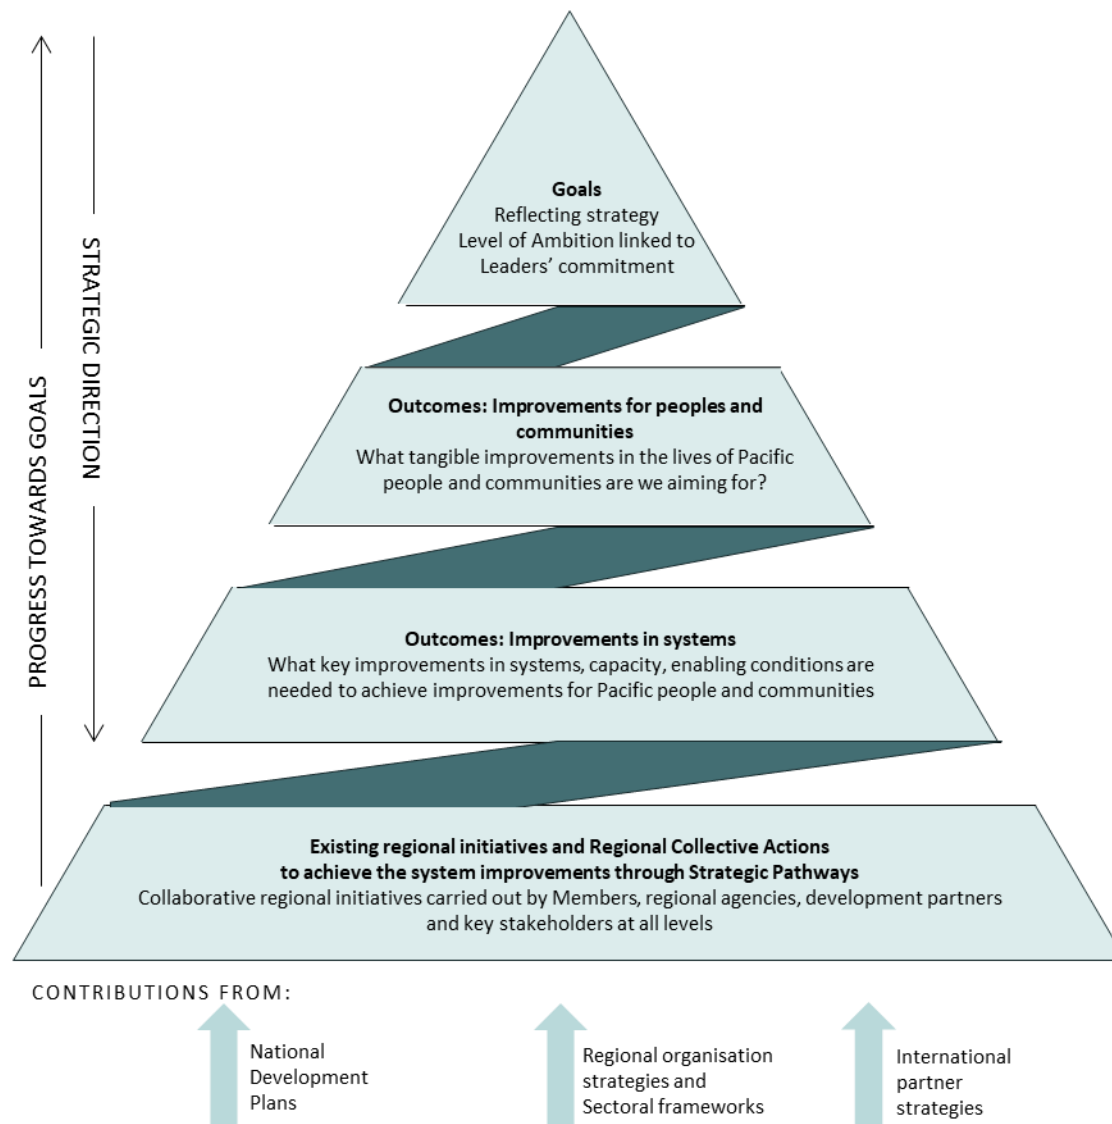 Goals
Reflecting strategy
Level of Ambition linked to
Leaders’ commitment
STRATEGIC DIRECTION
PROGRESS TOWARDS GOALS
Outcomes: Improvements for peoples and
communities
What tangible improvements in the lives of Pacific
people and communities are we aiming for?
Outcomes: Improvements in systems
What key improvements in systems, capacity, enabling conditions are
needed to achieve improvements for Pacific people and communities
Existing regional initiatives and Regional Collective Actions
to achieve the system improvements through Strategic Pathways
Collaborative regional initiatives carried out by Members, regional agencies, development partners
and key stakeholders at all levels
CONTRIBUTIONS FROM:
National
Development
Plans
Regional organisation
strategies and
Sectoral frameworks
International
partner
strategies